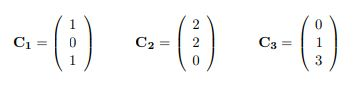 C₁ = ( 1 0 1 ) C₂ = ( 2 2 0 ) C₃ = ( 0 1 3 )